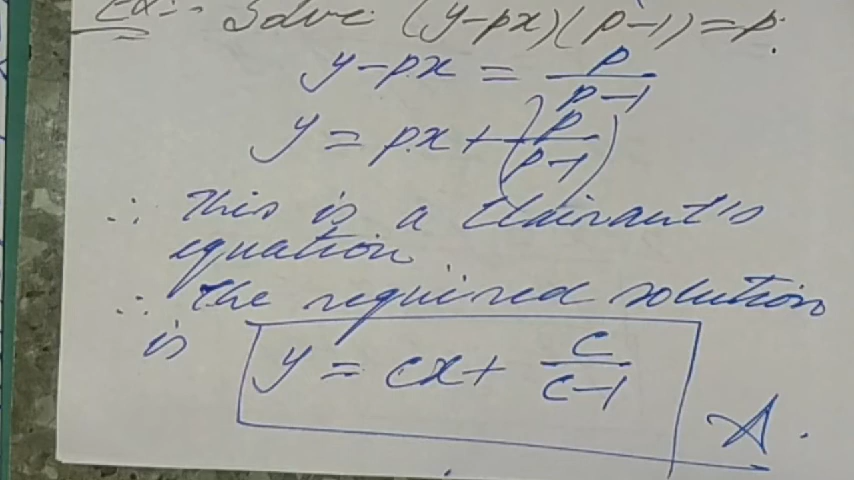 Ex:- Solve (y-px)(p-1)=p.
y-px = p/(p-1)
y = px + (p/(p-1))
∴ This is a Clairaut's
equation
∴ The required solution
is
y = cx + c/(c-1)
A.